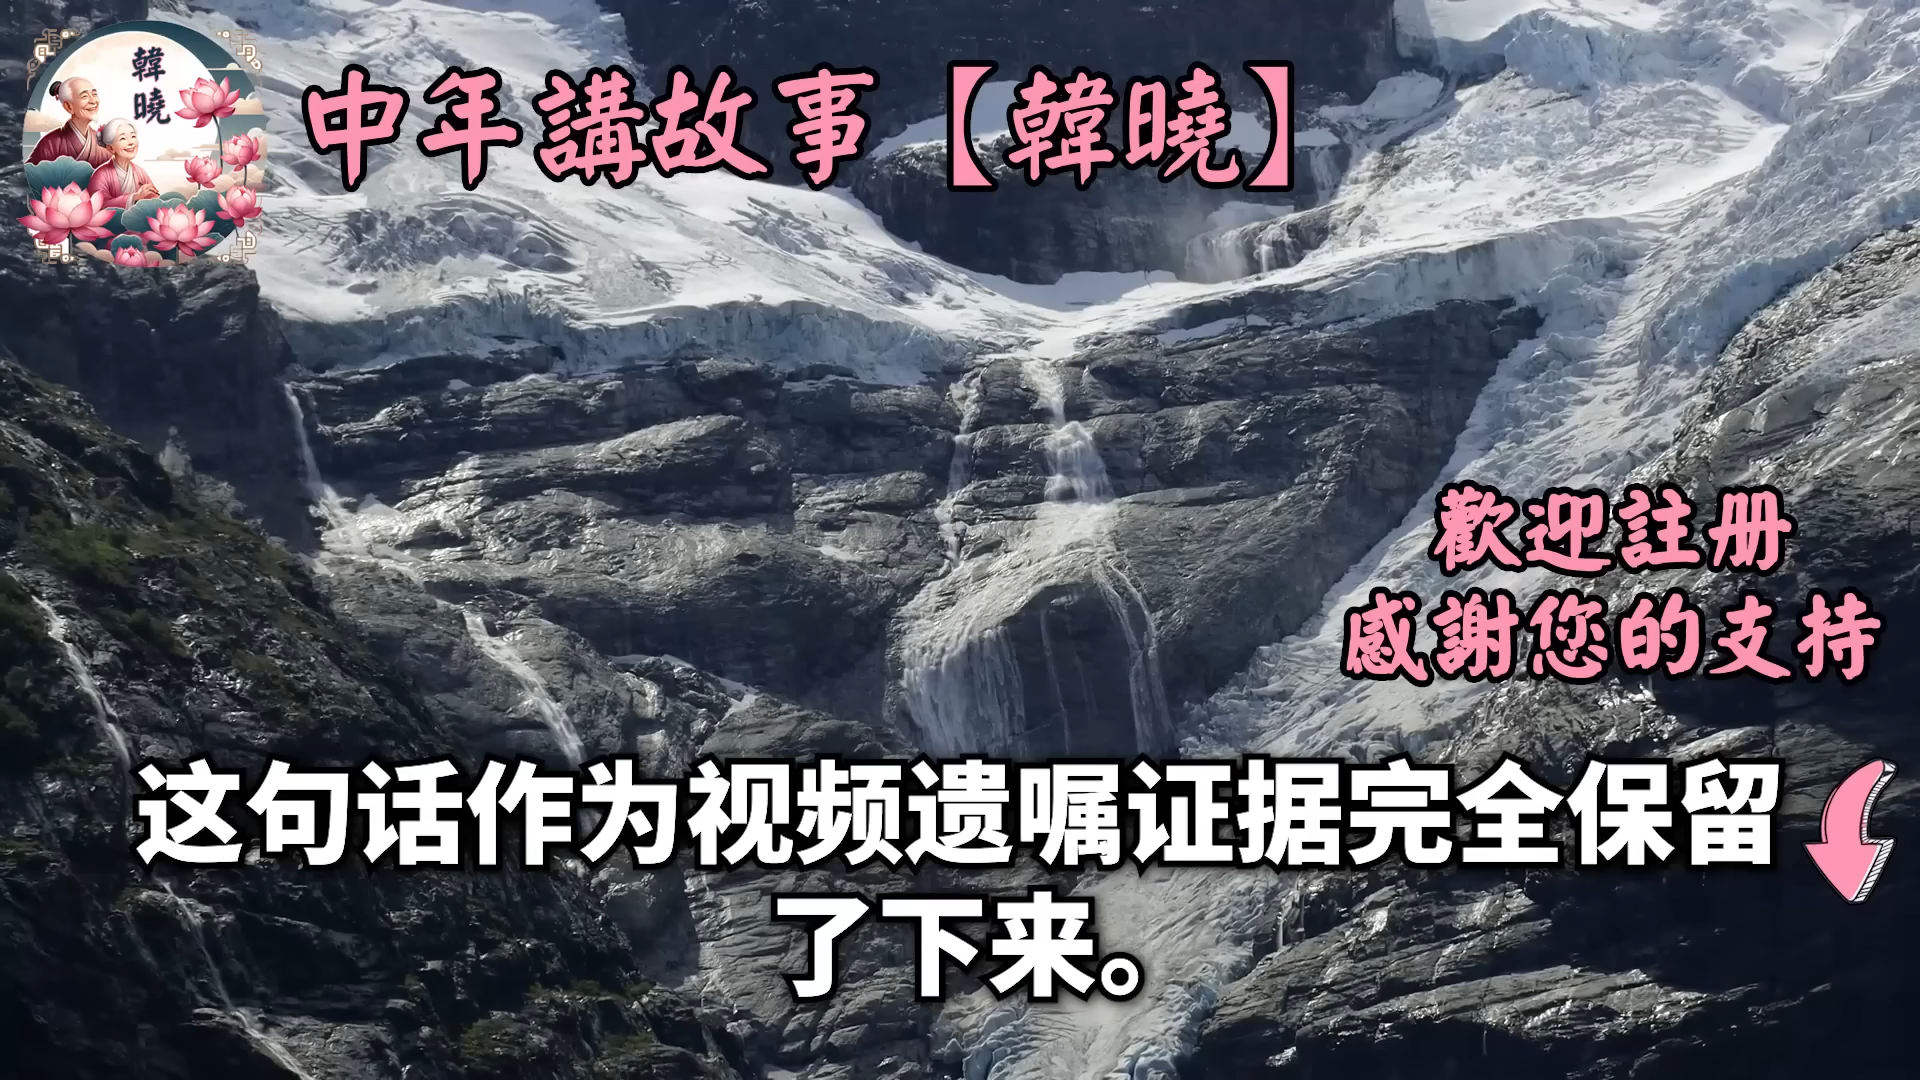 韓
曉
中年講故事【韓曉】
歡迎註册
感謝您的支持
这句话作为视频遗嘱证据完全保留
了下来。